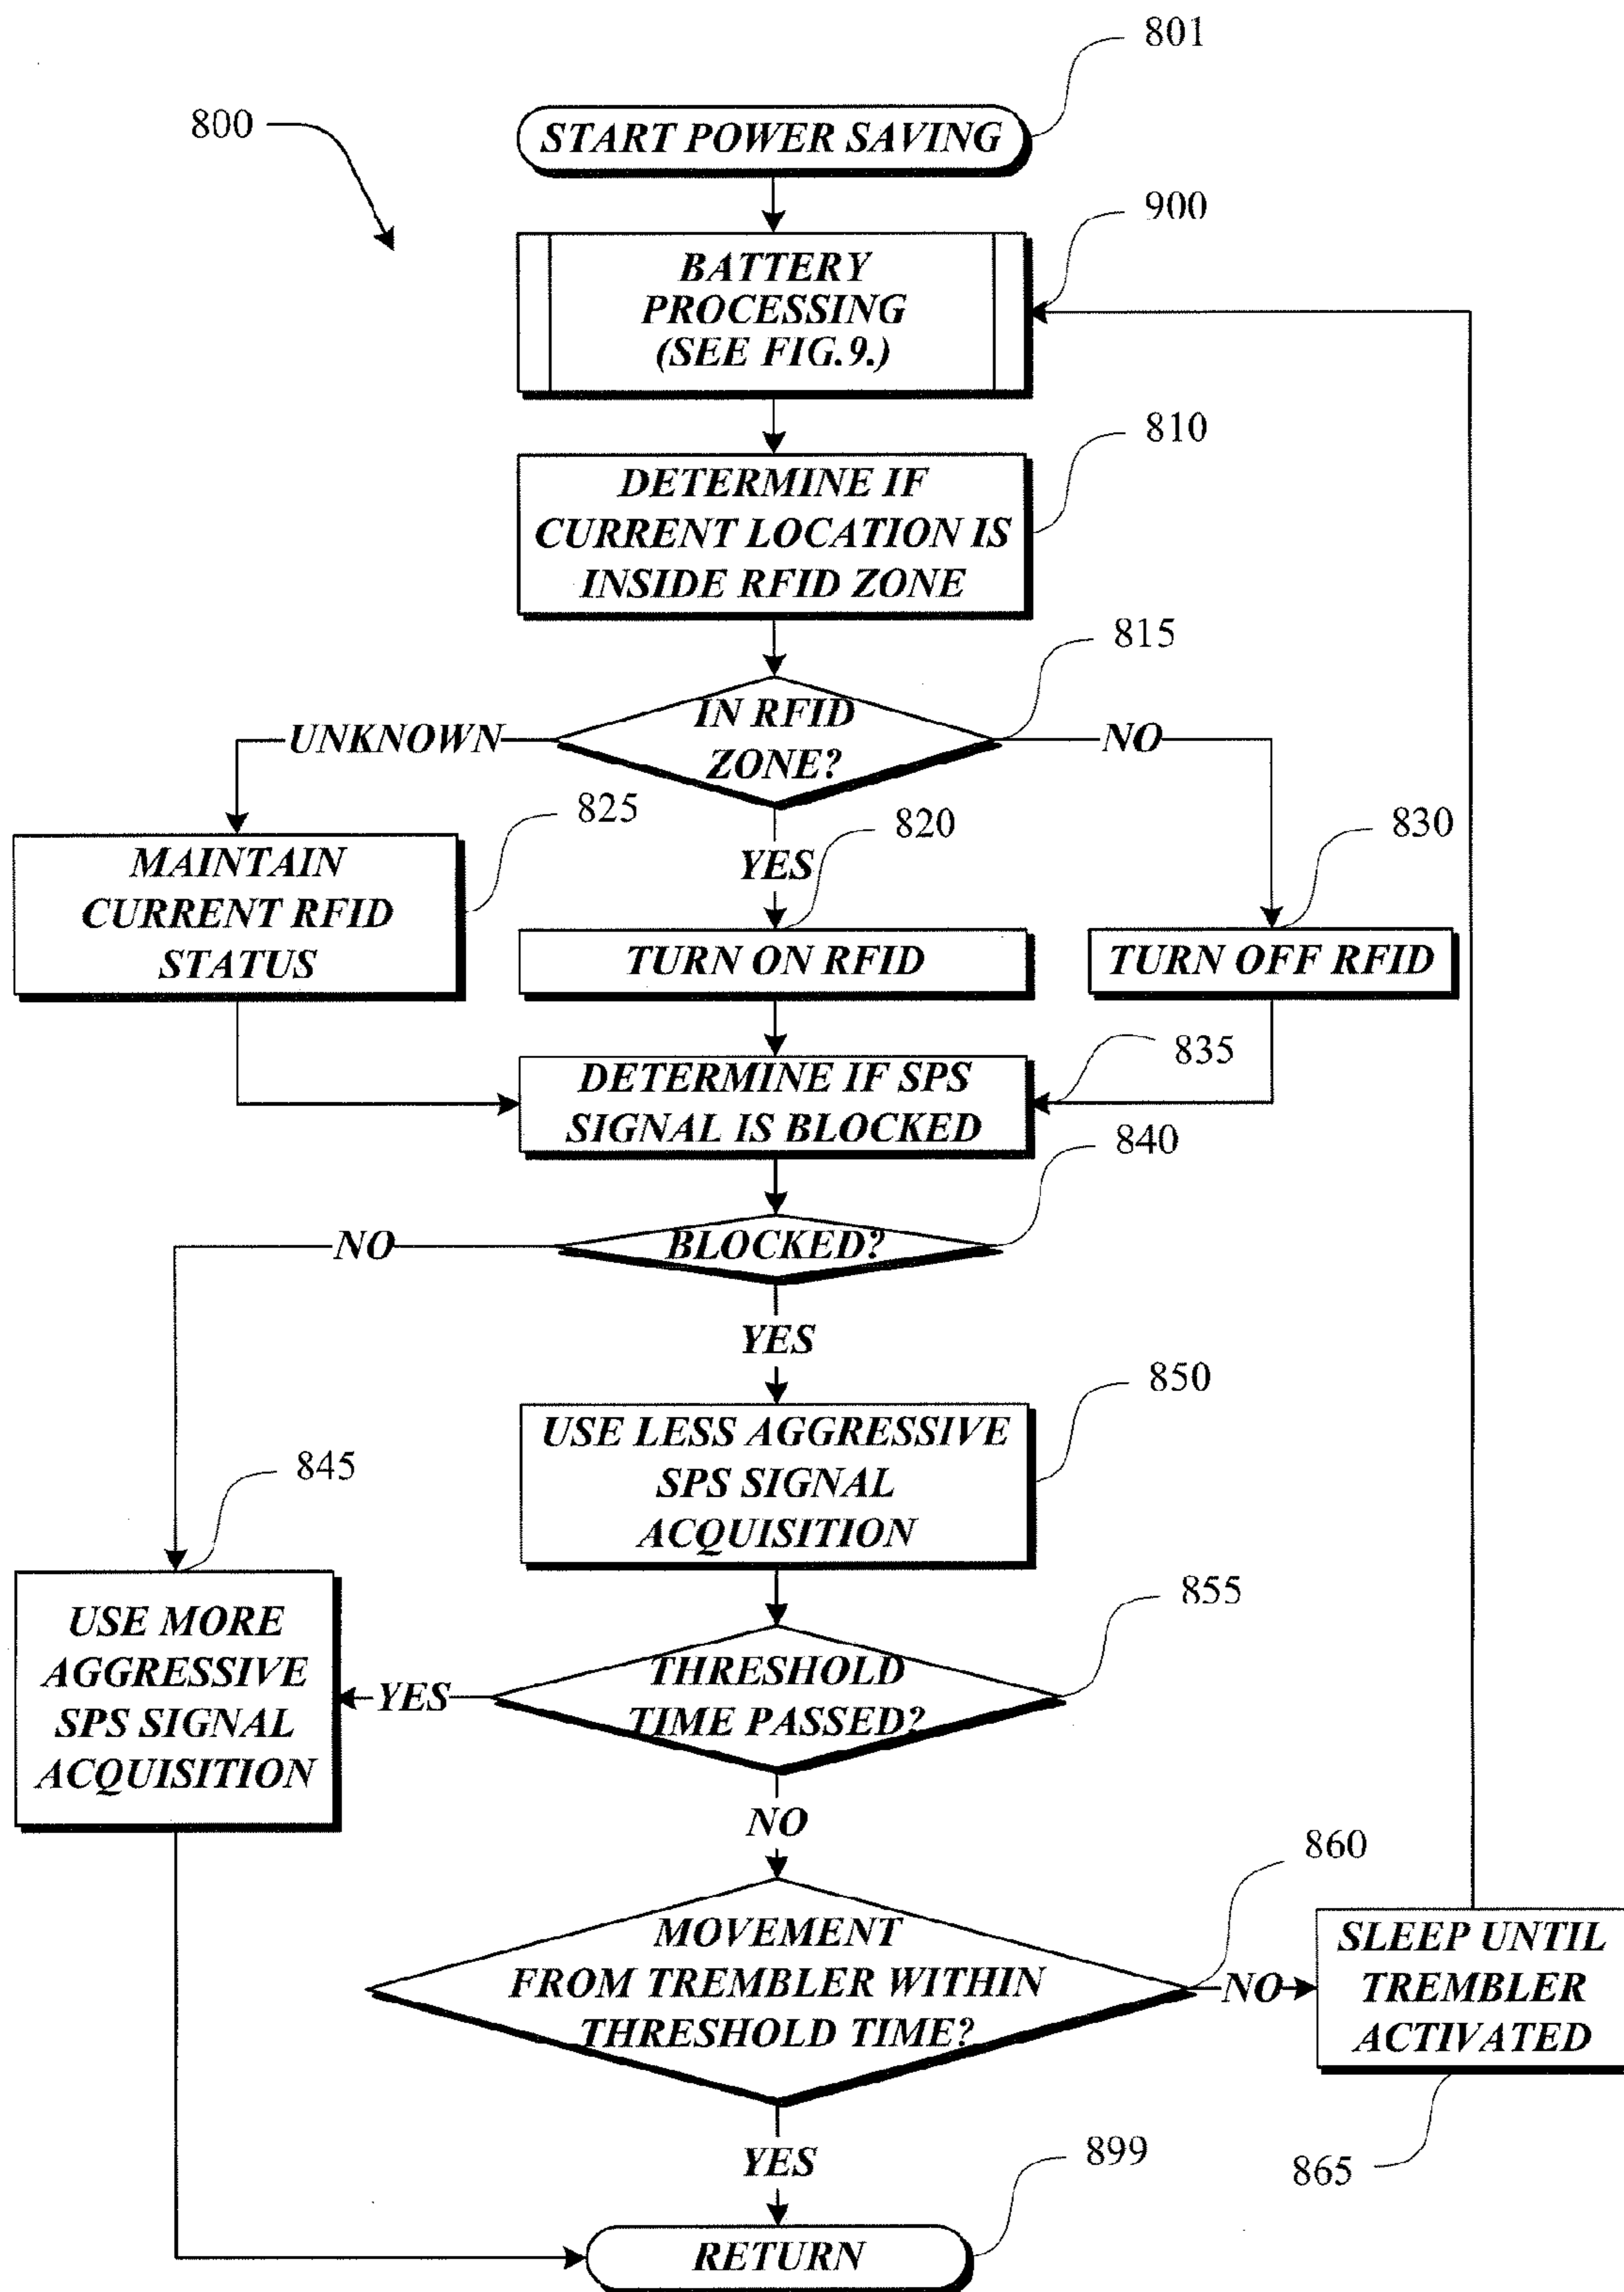 801
800
START POWER SAVING
900
BATTERY
PROCESSING
(SEE FIG.9.)
810
DETERMINE IF
CURRENT LOCATION IS
INSIDE RFID ZONE
815
IN RFID
ZONE?
UNKNOWN
NO
825
820
830
YES
MAINTAIN
CURRENT RFID
STATUS
TURN ON RFID
TURN OFF RFID
835
DETERMINE IF SPS
SIGNAL IS BLOCKED
840
BLOCKED?
NO
YES
850
USE LESS AGGRESSIVE
SPS SIGNAL
ACQUISITION
845
855
USE MORE
AGGRESSIVE
SPS SIGNAL
ACQUISITION
YES
THRESHOLD
TIME PASSED?
NO
860
MOVEMENT
FROM TREMBLER WITHIN
THRESHOLD TIME?
NO
SLEEP UNTIL
TREMBLER
ACTIVATED
865
YES
899
RETURN